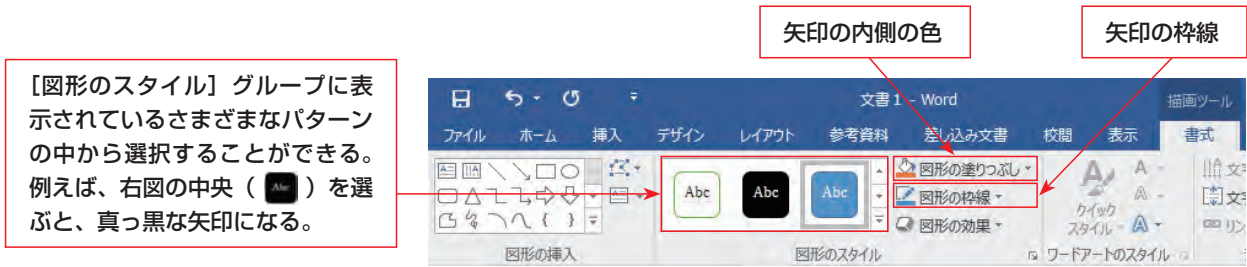 矢印の内側の色
矢印の枠線
［図形のスタイル］グループに表
示されているさまざまなパターン
の中から選択することができる。
例えば、右図の中央（ Abc ）を選
ぶと、真っ黒な矢印になる。
文書 1 - Word
描画ツール
ファイル ホーム 挿入 デザイン レイアウト 参考資料 差し込み文書 校閲 表示 書式
Abc Abc Abc
図形の塗りつぶし
図形の枠線
図形の効果
クイック
スタイル
文字
文字
リン
図形の挿入 図形のスタイル ワードアートのスタイル